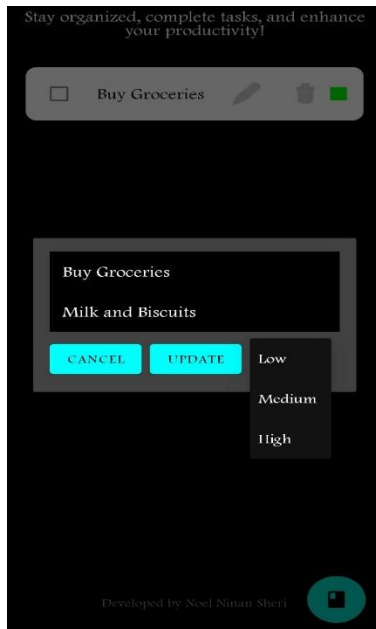 Stay organized, complete tasks, and enhance
your productivity!
Buy Groceries
Buy Groceries
Milk and Biscuits
CANCEL UPDATE Low
Medium
High
Developed by Noel Ninan Sheri